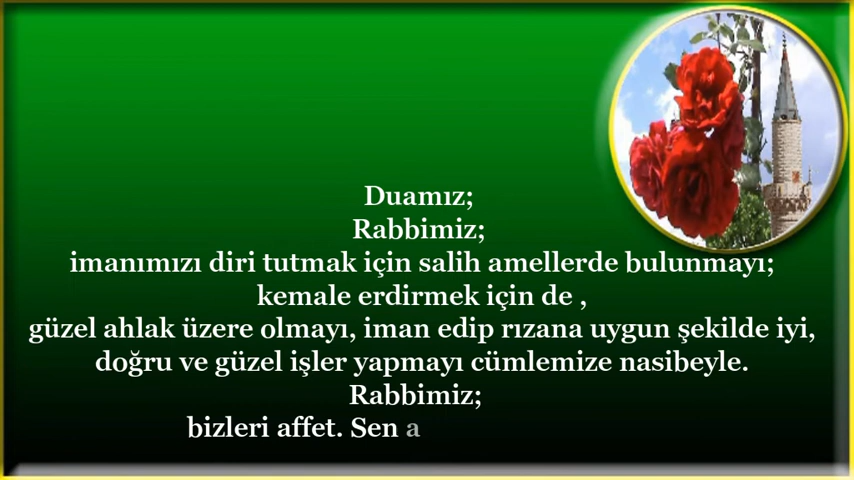 Duamız;
Rabbimiz;
imanımızı diri tutmak için salih amellerde bulunmayı;
kemale erdirmek için de ,
güzel ahlak üzere olmayı, iman edip rızana uygun şekilde iyi,
doğru ve güzel işler yapmayı cümlemize nasibeyle.
Rabbimiz;
bizleri affet. Sen a